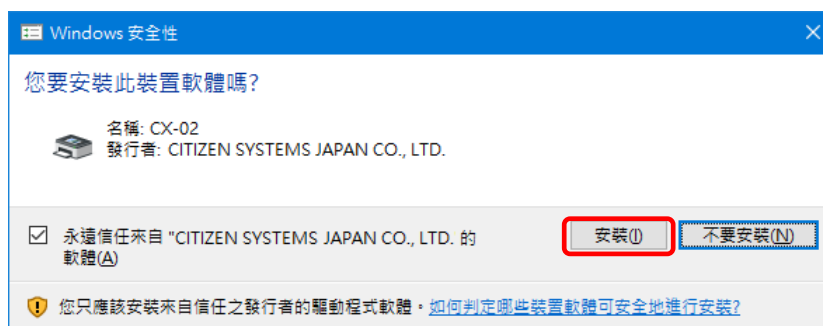 Windows 安全性
您要安裝此裝置軟體嗎?
名稱: CX-02
發行者: CITIZEN SYSTEMS JAPAN CO., LTD.
永遠信任來自 "CITIZEN SYSTEMS JAPAN CO., LTD. 的
軟體(A)
安裝(I)
不要安裝(N)
您只應該安裝來自信任之發行者的驅動程式軟體。如何判定哪些裝置軟體可安全地進行安裝?